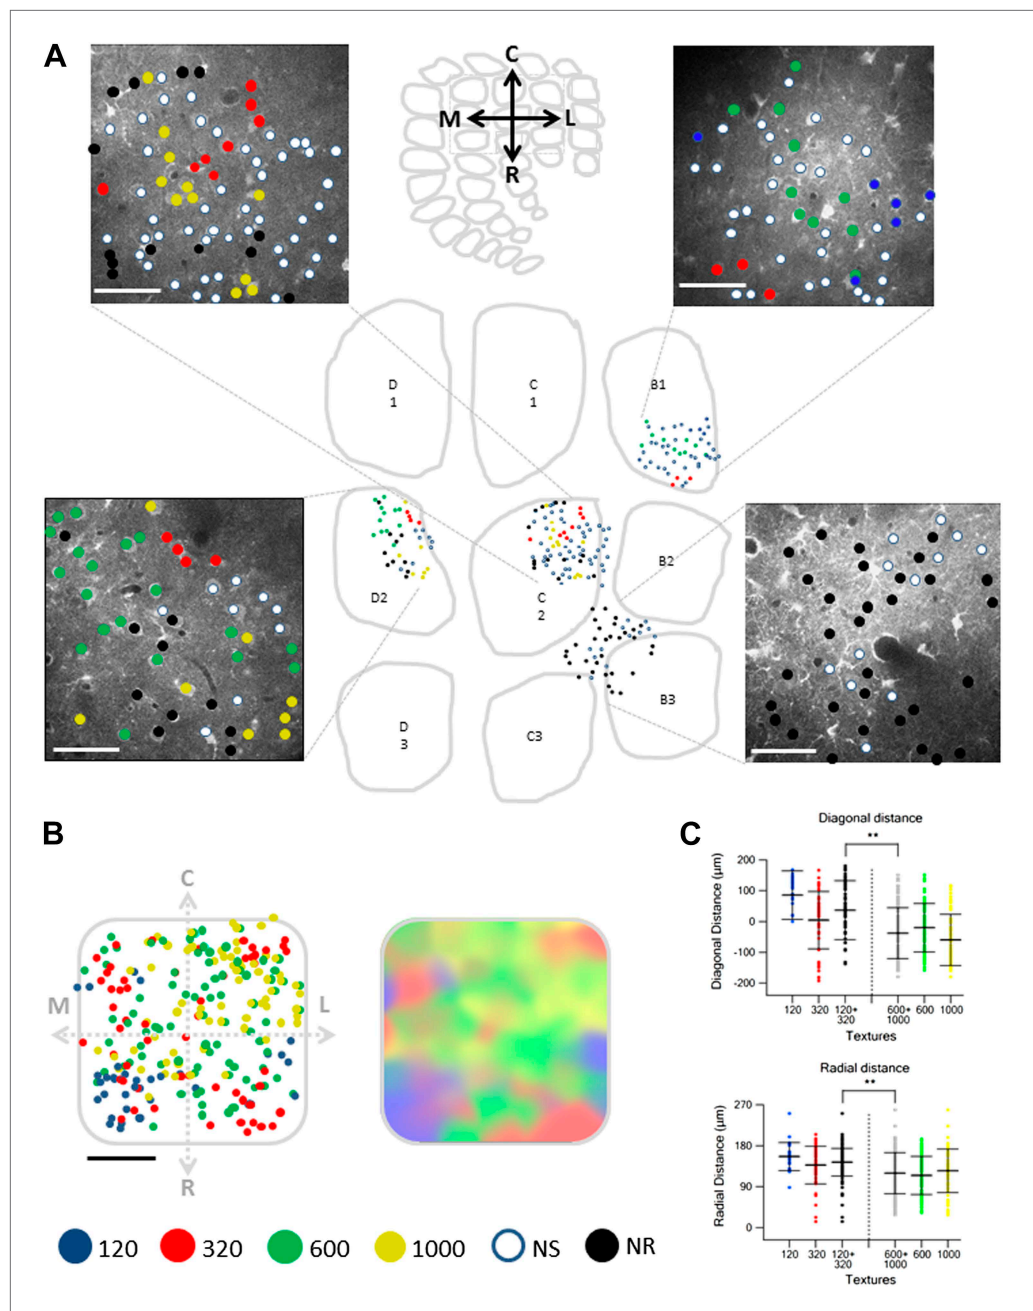 A
C
M L
R
D
1
C
1
B1
D2
C
2
B2
D
3
C3
B3
B
C
M L
R
C
Diagonal distance
**
Diagonal Distance (µm)
200
100
0
-100
-200
120 320 120+ 320 600+ 1000 600 1000
Textures
Radial distance
**
Radial Distance (µm)
270
180
90
0
120 320 120+ 320 600+ 1000 600 1000
Textures
120 320 600 1000 NS NR